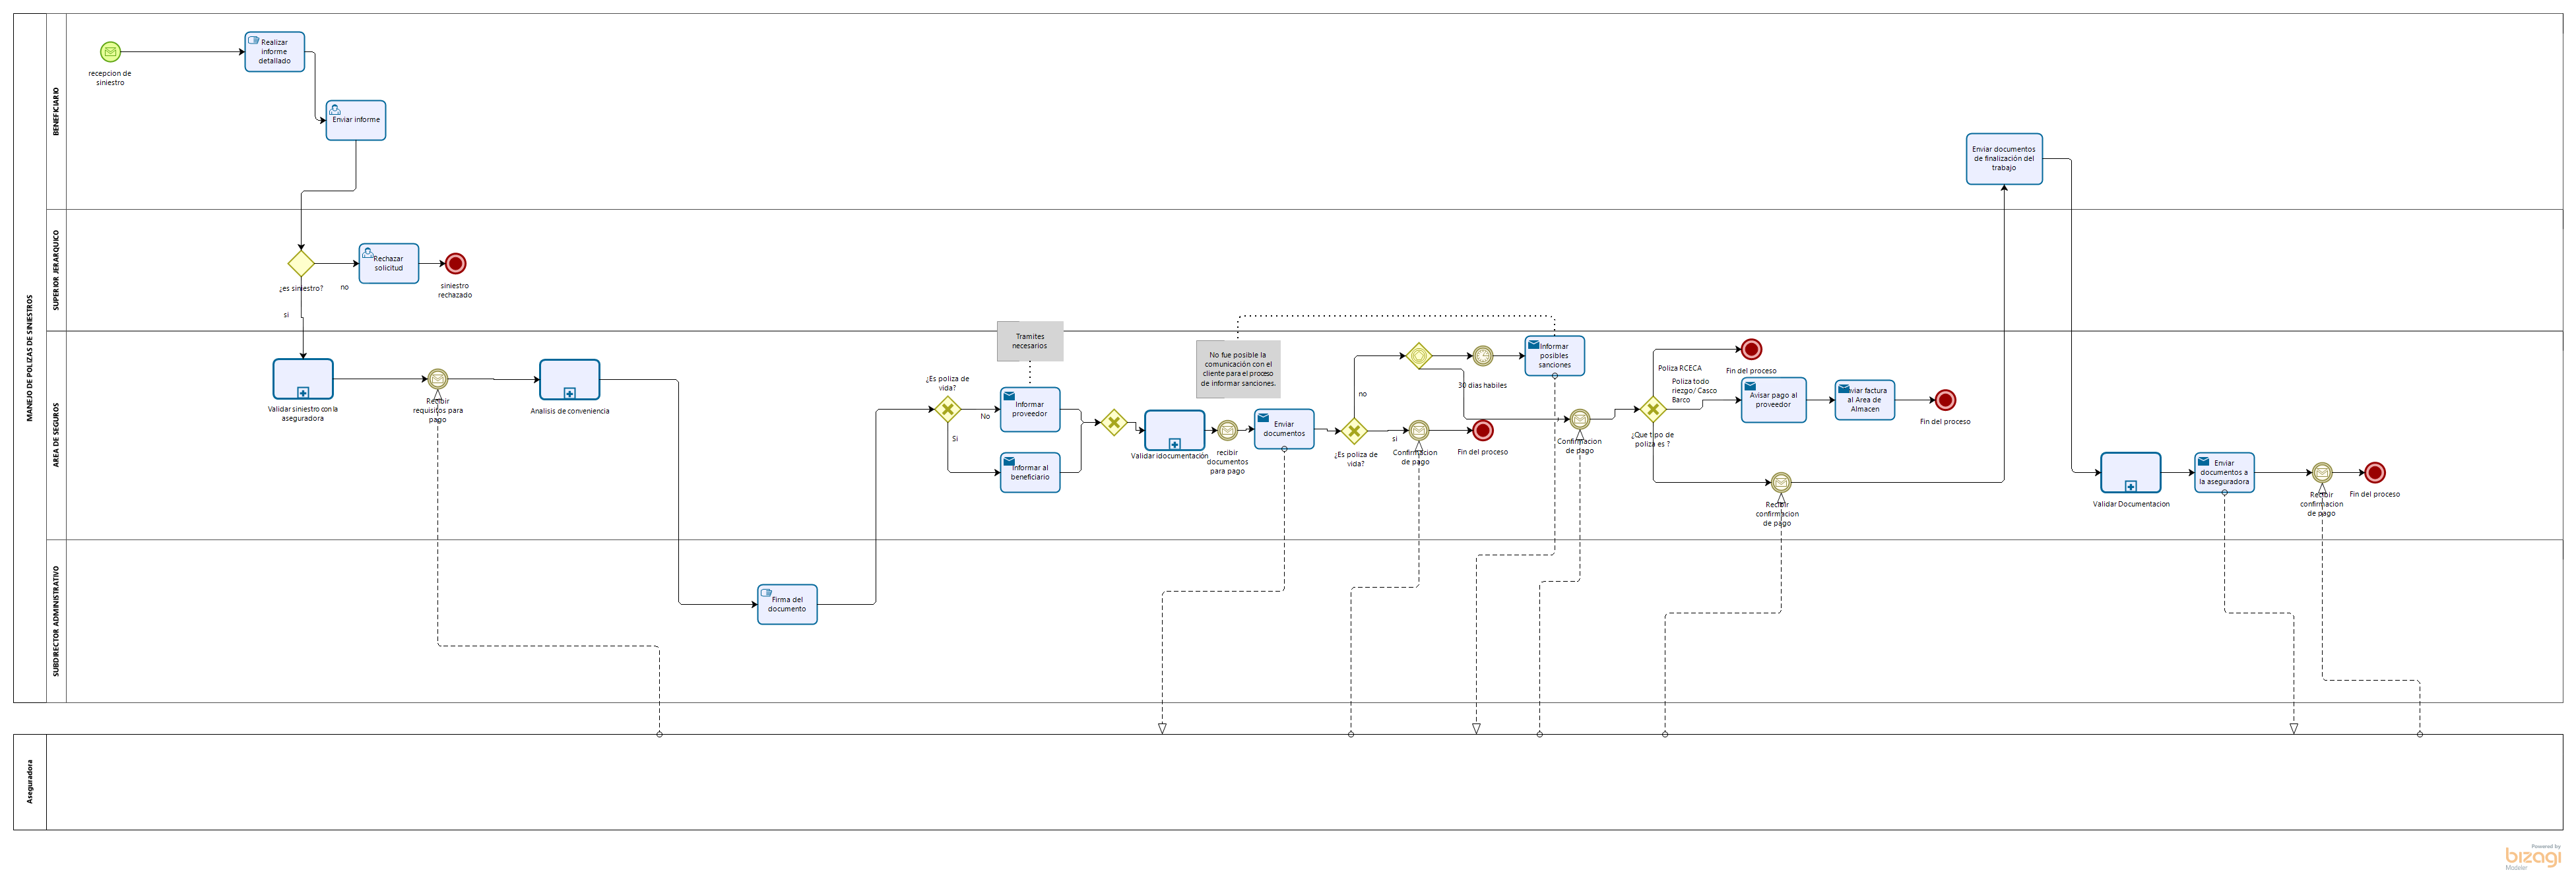 MANEJO DE POLIZAS DE SINIESTROS
BENEFICIARIO
recepcion de
siniestro
Realizar
informe
detallado
Enviar informe
Enviar documentos
de finalización del
trabajo
SUPERIOR JERARQUICO
¿es siniestro?
no
si
Rechazar
solicitud
siniestro
rechazado
AREA DE SEGUROS
Validar siniestro con la
aseguradora
Recibir
requisitos para
pago
Analisis de conveniencia
¿Es poliza de
vida?
No
Si
Tramites
necesarios
Informar
proveedor
Informar al
beneficiario
Validar idocumentación
recibir
documentos
para pago
No fue posible la
comunicación con el
cliente para el proceso
de informar sanciones.
Enviar
documentos
¿Es poliza de
vida?
no
si
Confirmacion
de pago
Fin del proceso
30 dias habiles
Informar
posibles
sanciones
Confirmacion
de pago
¿Que tipo de
poliza es ?
Poliza RCECA
Poliza todo
riesgo/ Casco
Barco
Fin del proceso
Avisar pago al
proveedor
Enviar factura
al Area de
Almacen
Fin del proceso
Recibir
confirmacion
de pago
Validar Documentacion
Enviar
documentos a
la aseguradora
Recibir
confirmacion
de pago
Fin del proceso
SUBDIRECTOR ADMINISTRATIVO
Firma del
documento
Aseguradora
Powered by
bizagi
Modeler